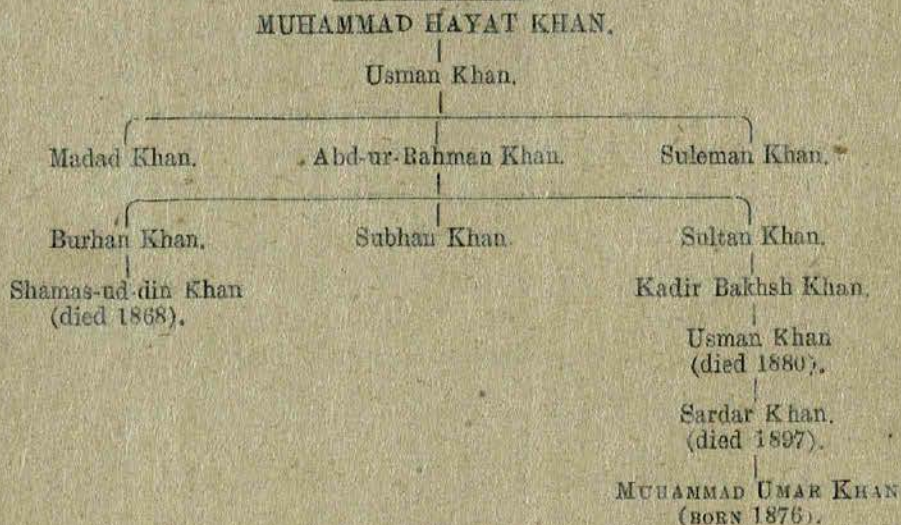 MUHAMMAD HAYAT KHAN.
Usman Khan.
Madad Khan. Abd-ur-Rahman Khan. Suleman Khan.
Burhan Khan. Subhan Khan. Sultan Khan.
Shamas-ud-din Khan Kadir Bakhsh Khan.
(died 1868). Usman Khan
(died 1880).
Sardar Khan.
(died 1897).
MUHAMMAD UMAR KHAN
(BORN 1876).